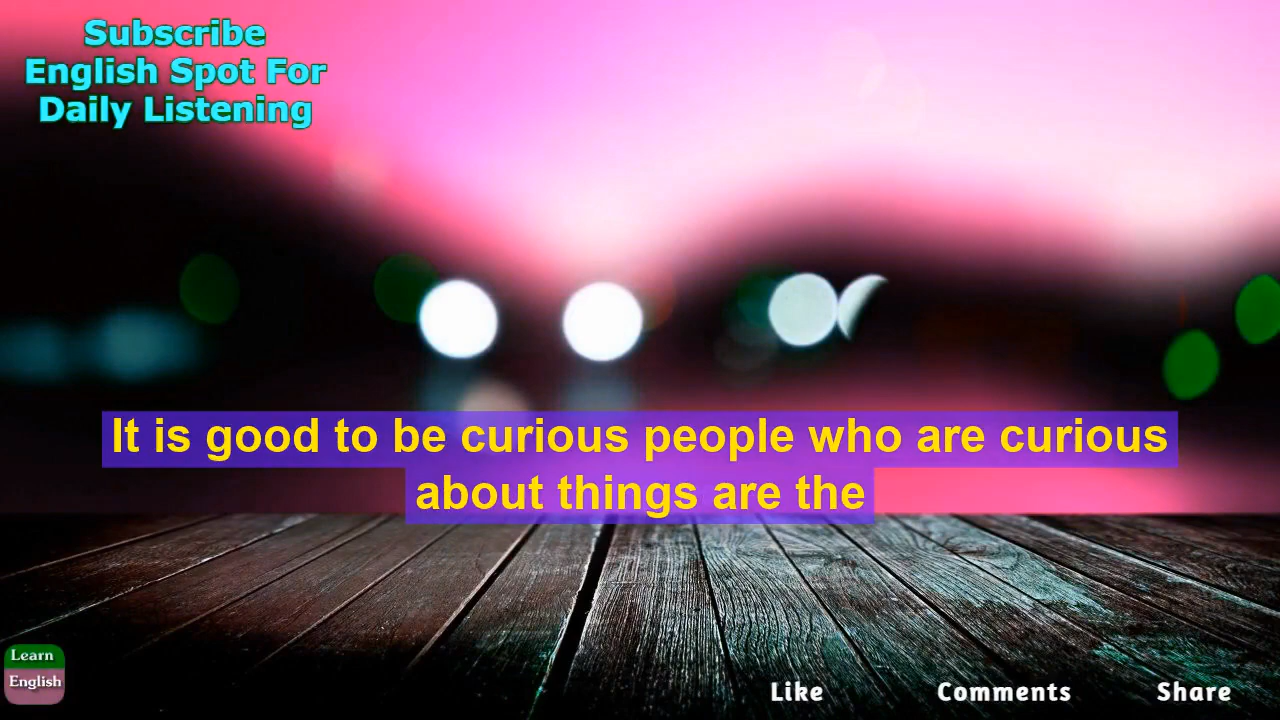 Subscribe
English Spot For
Daily Listening
It is good to be curious people who are curious
about things are the
Learn
English
Like
Comments
Share